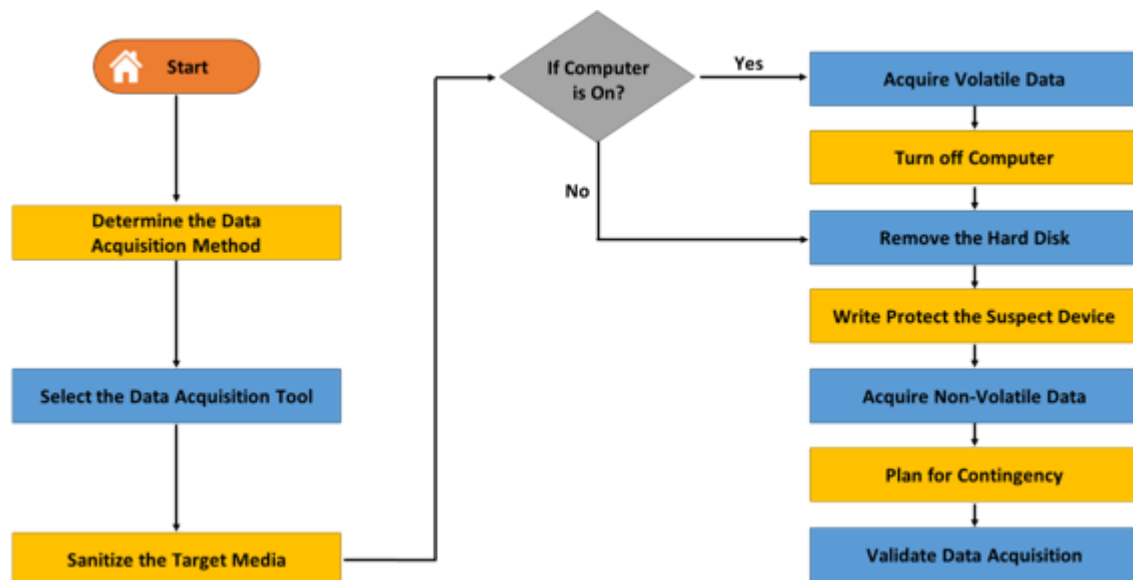 Start
Determine the Data
Acquisition Method
Select the Data Acquisition Tool
Sanitize the Target Media
If Computer
is On?
Yes
No
Acquire Volatile Data
Turn off Computer
Remove the Hard Disk
Write Protect the Suspect Device
Acquire Non-Volatile Data
Plan for Contingency
Validate Data Acquisition